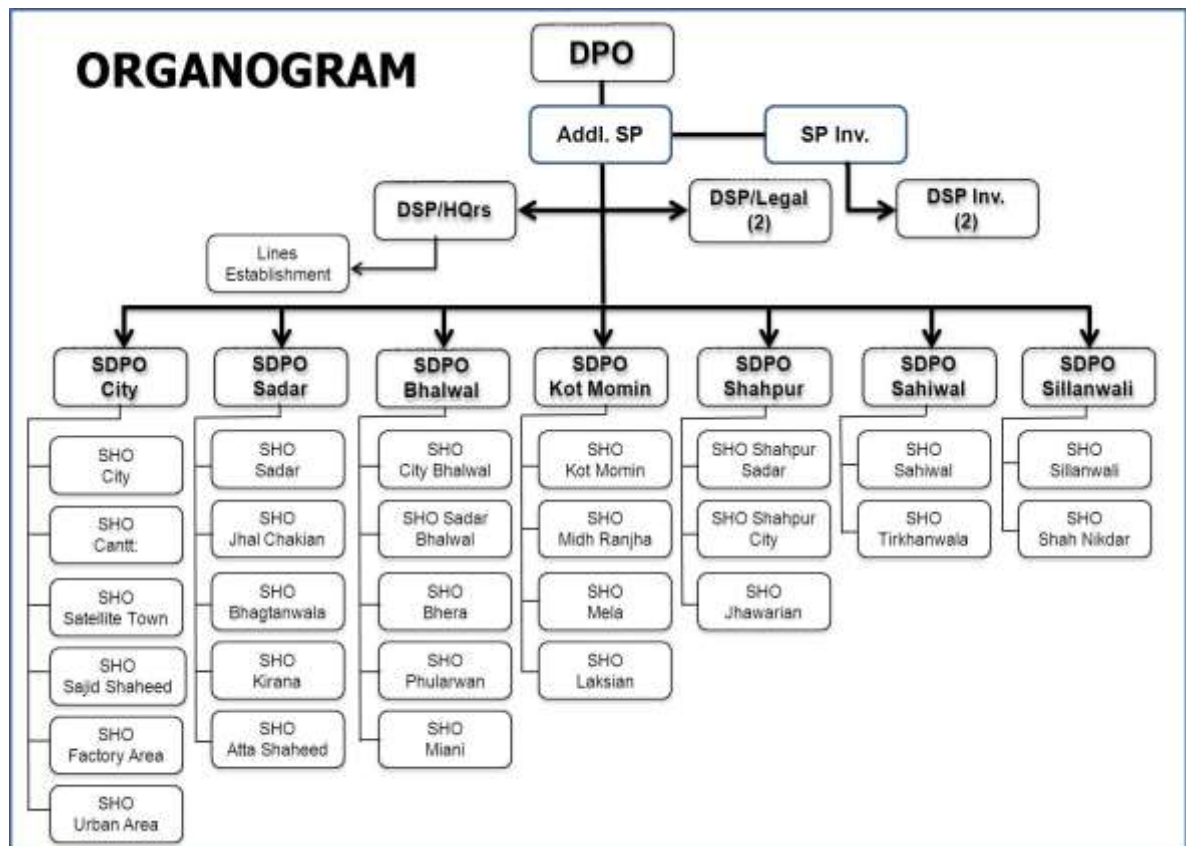 ORGANOGRAM
DPO
Addl. SP
SP Inv.
DSP/HQrs
DSP/Legal
(2)
DSP Inv.
(2)
Lines
Establishment
SDPO
City
SDPO
Sadar
SDPO
Bhalwal
SDPO
Kot Momin
SDPO
Shahpur
SDPO
Sahiwal
SDPO
Sillanwali
SHO
City
SHO
Cantt:
SHO
Satellite Town
SHO
Sajid Shaheed
SHO
Factory Area
SHO
Urban Area
SHO
Sadar
SHO
Jhal Chakian
SHO
Bhagtanwala
SHO
Kirana
SHO
Atta Shaheed
SHO
City Bhalwal
SHO Sadar
Bhalwal
SHO
Bhera
SHO
Phularwan
SHO
Miani
SHO
Kot Momin
SHO
Midh Ranjha
SHO
Mela
SHO
Laksian
SHO Shahpur
Sadar
SHO Shahpur
City
SHO
Jhawarian
SHO
Sahiwal
SHO
Tirkhanwala
SHO
Sillanwali
SHO
Shah Nikdar